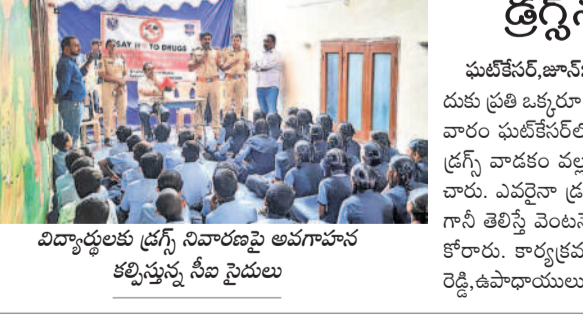 SAY NO TO DRUGS
విద్యార్థులకు డ్రగ్స్ నివారణపై అవగాహన
కల్పిస్తున్న సీఐ సైదులు
ఘట్‌కేసర్,జూన్
దుకు ప్రతి ఒక్కరూ
వారం ఘట్‌కేసర్‌లో
డ్రగ్స్ వాడకం వల్ల
చారు. ఎవరైనా
గానీ తెలిస్తే వెంటనే
కోరారు. కార్యక్రమ
రెడ్డి,ఉపాధ్యాయులు